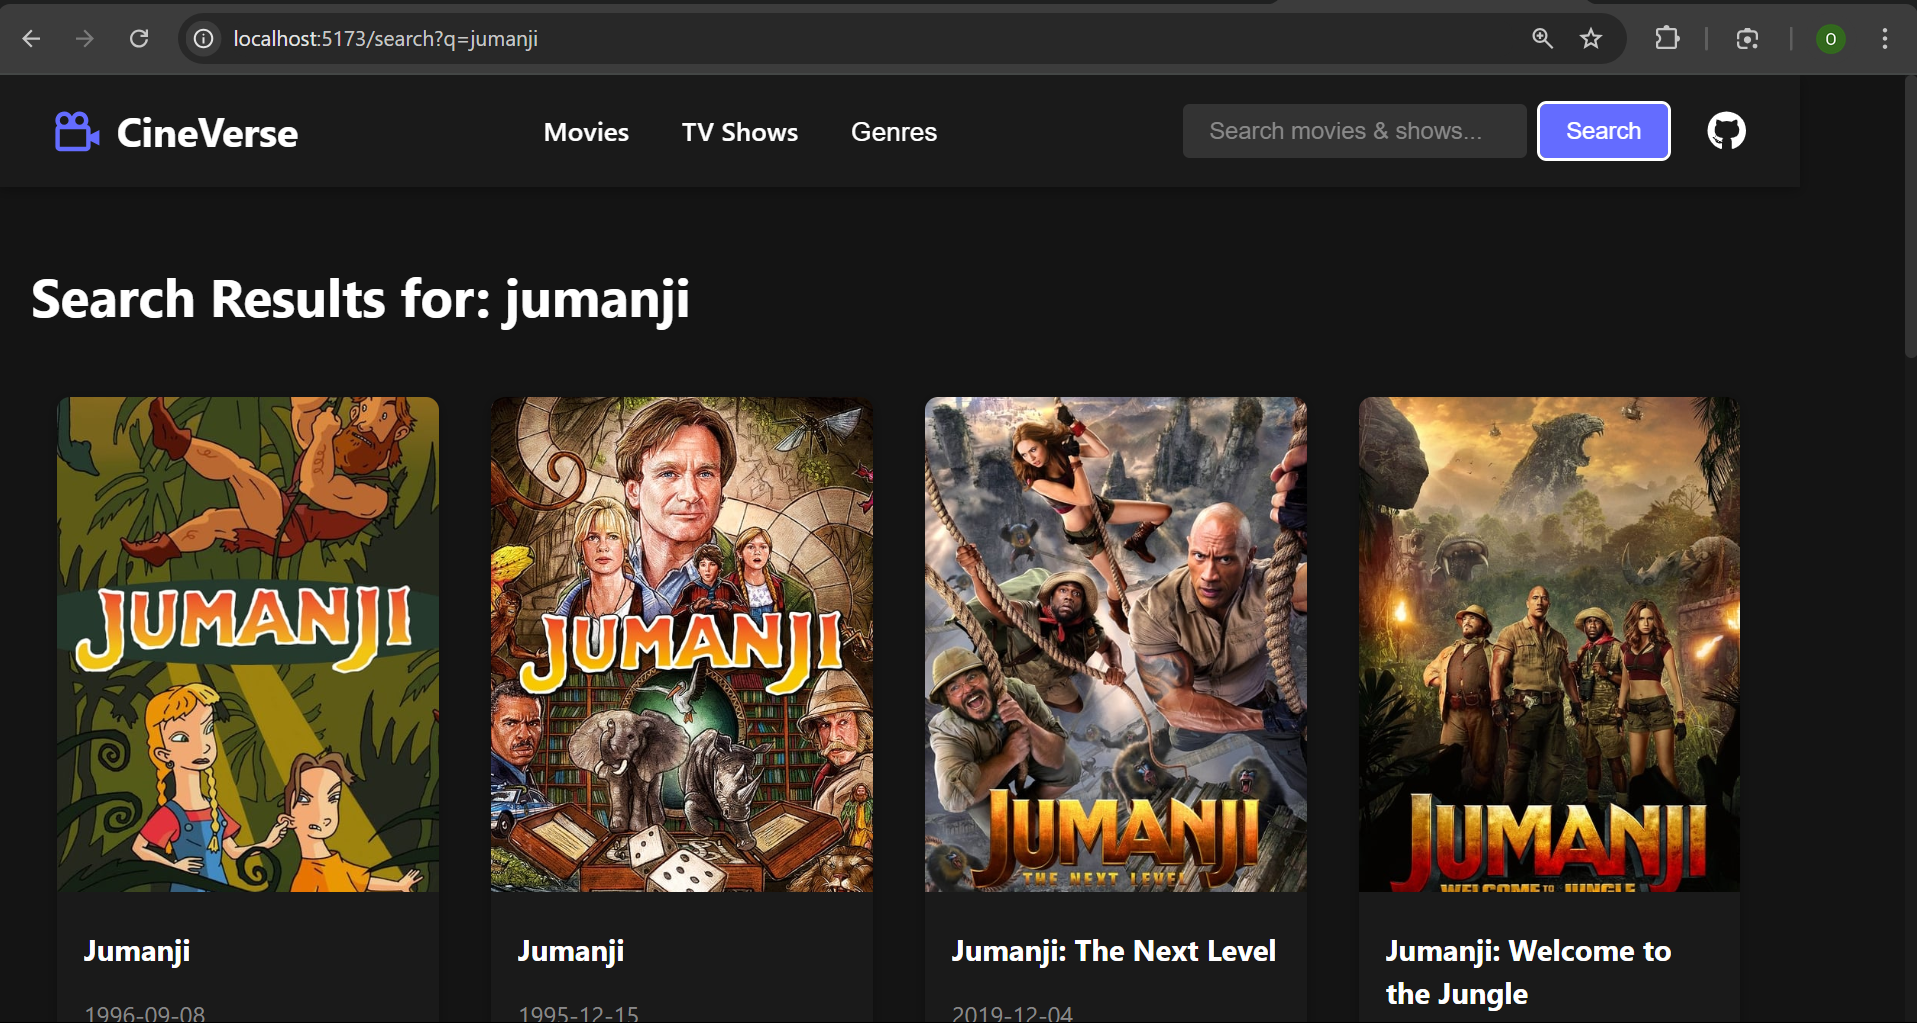 localhost:5173/search?q=jumanji
O
CineVerse
Movies
TV Shows
Genres
Search movies & shows...
Search
Search Results for: jumanji
JUMANJI
JUMANJI
JUMANJI
THE NEXT LEVEL
JUMANJI
WELCOME TO JUNGLE
Jumanji
Jumanji
Jumanji: The Next Level
Jumanji: Welcome to
the Jungle
1996-09-08
1995-12-15
2019-12-04